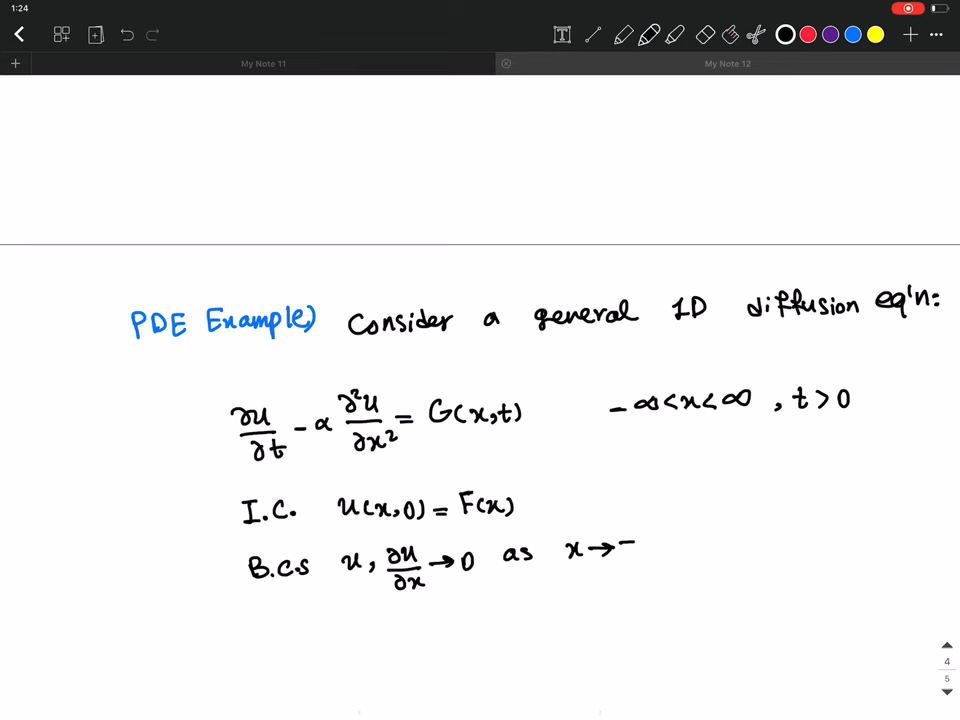 1:24
My Note 11
My Note 12
PDE Example) Consider a general 1D diffusion eq'n:
∂u/∂t - α ∂²u/∂x² = G(x,t) -∞<x<∞ , t>0
I.C. u(x,0) = F(x)
B.C.s u, ∂u/∂x → 0 as x → -
4
5